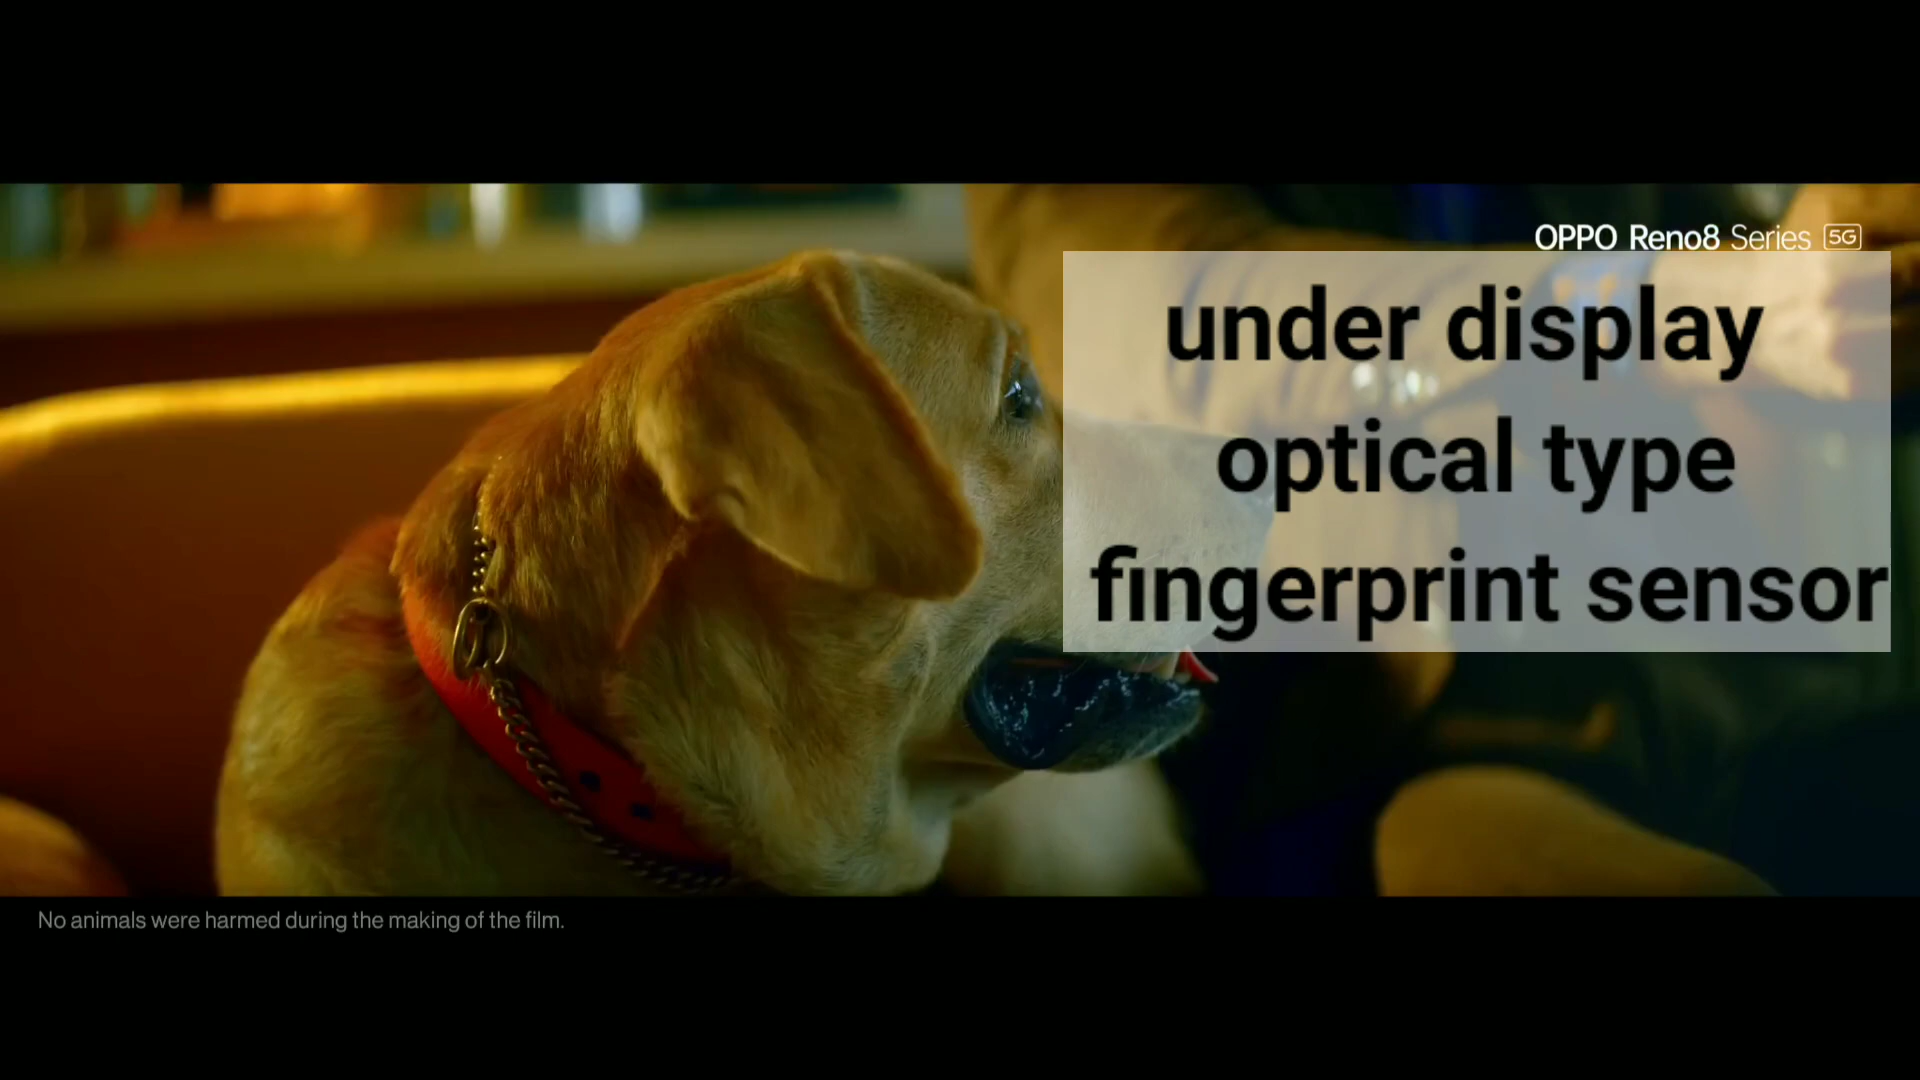 OPPO Reno8 Series 5G
under display
optical type
fingerprint sensor
No animals were harmed during the making of the film.